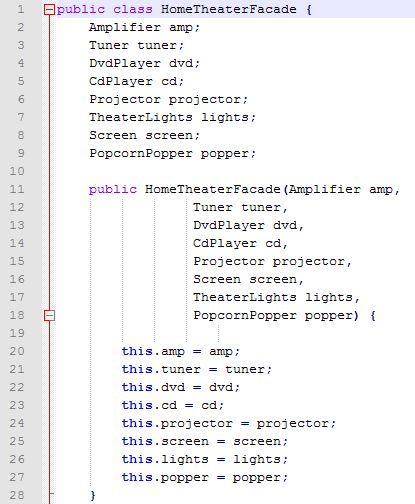 1 public class HomeTheaterFacade {
2     Amplifier amp;
3     Tuner tuner;
4     DvdPlayer dvd;
5     CdPlayer cd;
6     Projector projector;
7     TheaterLights lights;
8     Screen screen;
9     PopcornPopper popper;
10
11     public HomeTheaterFacade(Amplifier amp,
12                  Tuner tuner,
13                  DvdPlayer dvd,
14                  CdPlayer cd,
15                  Projector projector,
16                  Screen screen,
17                  TheaterLights lights,
18                  PopcornPopper popper) {
19
20         this.amp = amp;
21         this.tuner = tuner;
22         this.dvd = dvd;
23         this.cd = cd;
24         this.projector = projector;
25         this.screen = screen;
26         this.lights = lights;
27         this.popper = popper;
28     }